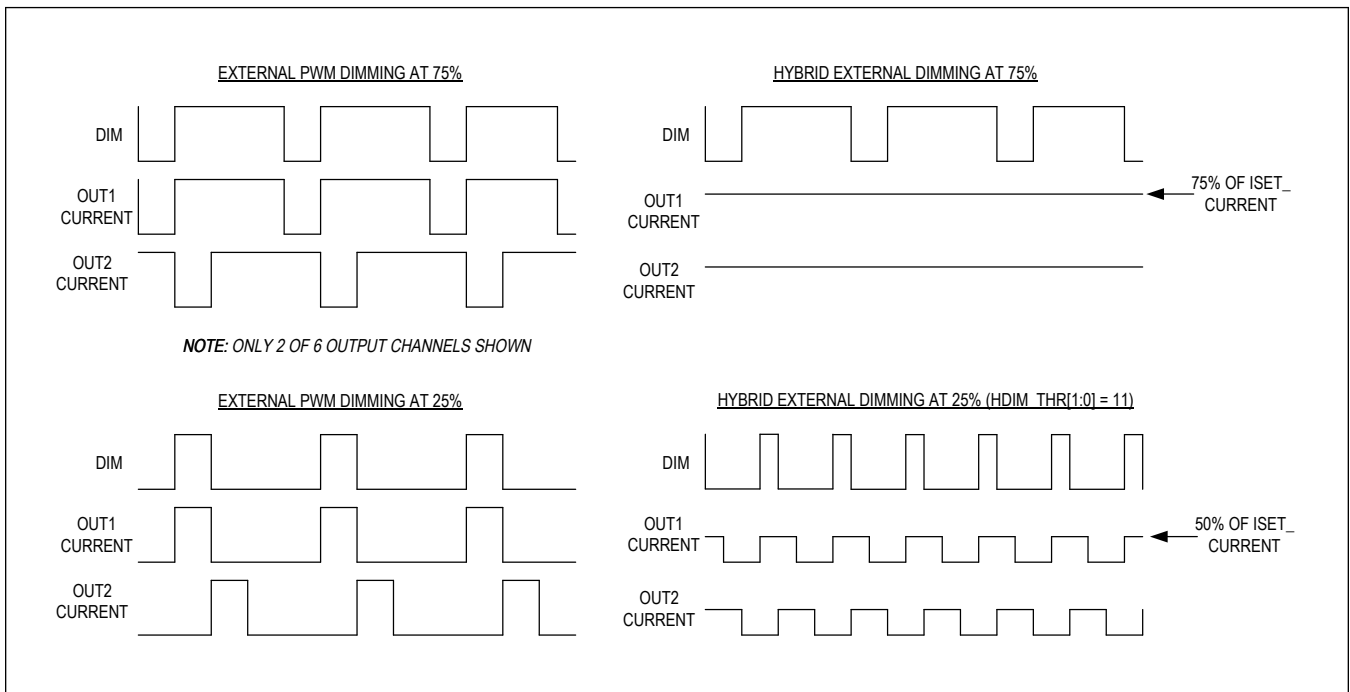 EXTERNAL PWM DIMMING AT 75%
DIM
OUT1
CURRENT
OUT2
CURRENT
NOTE: ONLY 2 OF 6 OUTPUT CHANNELS SHOWN
HYBRID EXTERNAL DIMMING AT 75%
DIM
OUT1
CURRENT
75% OF ISET_
CURRENT
OUT2
CURRENT
EXTERNAL PWM DIMMING AT 25%
DIM
OUT1
CURRENT
OUT2
CURRENT
HYBRID EXTERNAL DIMMING AT 25% (HDIM_THR[1:0] = 11)
DIM
OUT1
CURRENT
50% OF ISET_
CURRENT
OUT2
CURRENT